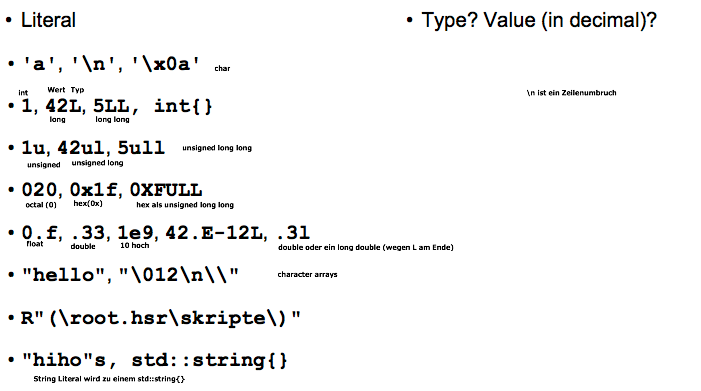 • Literal
• Type? Value (in decimal)?
• 'a', '\n', '\x0a' char
int Wert Typ
• 1, 42L, 5LL, int{}
\n ist ein Zeilenumbruch
long long long
• 1u, 42ul, 5ull unsigned long long
unsigned unsigned long
• 020, 0x1f, 0XFULL
octal (0) hex(0x) hex als unsigned long long
• 0.f, .33, 1e9, 42.E-12L, .3l
float double 10 hoch double oder ein long double (wegen L am Ende)
• "hello", "\012\n\\" character arrays
• R"(\root.hsr\skripte\)"
• "hiho"s, std::string{}
String Literal wird zu einem std::string{}